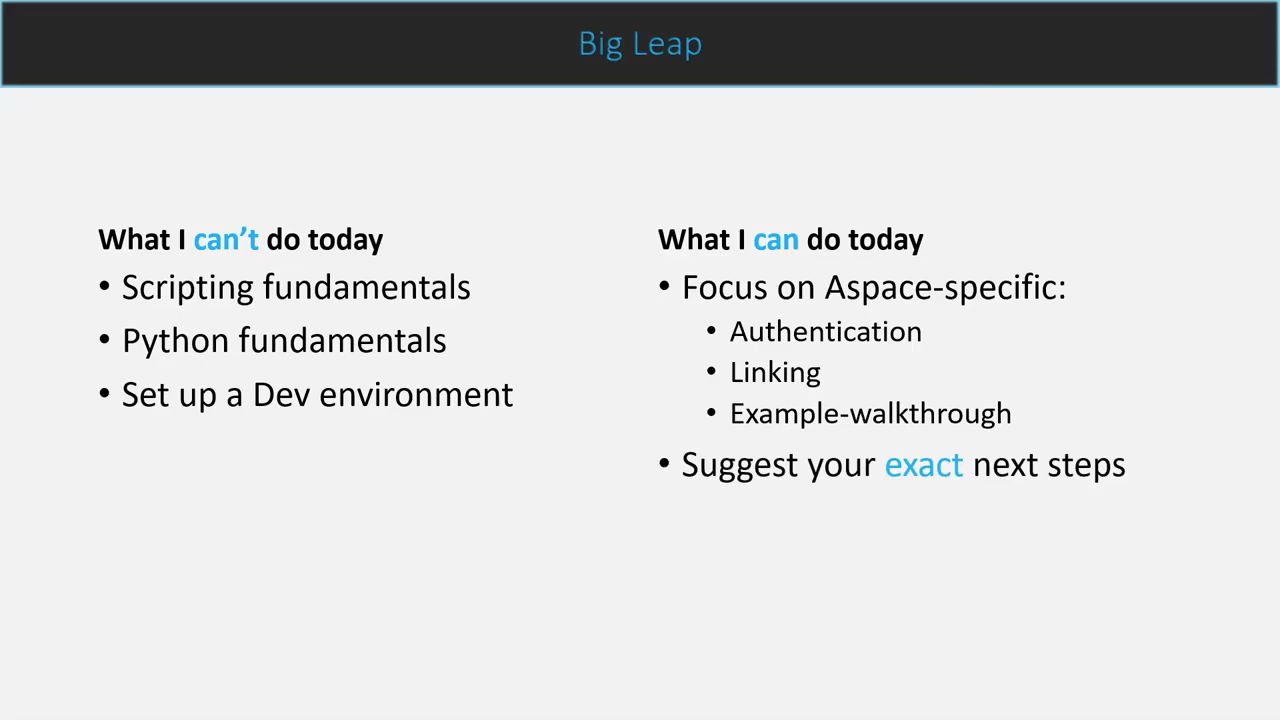 Big Leap
What I can’t do today
• Scripting fundamentals
• Python fundamentals
• Set up a Dev environment
What I can do today
• Focus on Aspace-specific:
• Authentication
• Linking
• Example-walkthrough
• Suggest your exact next steps